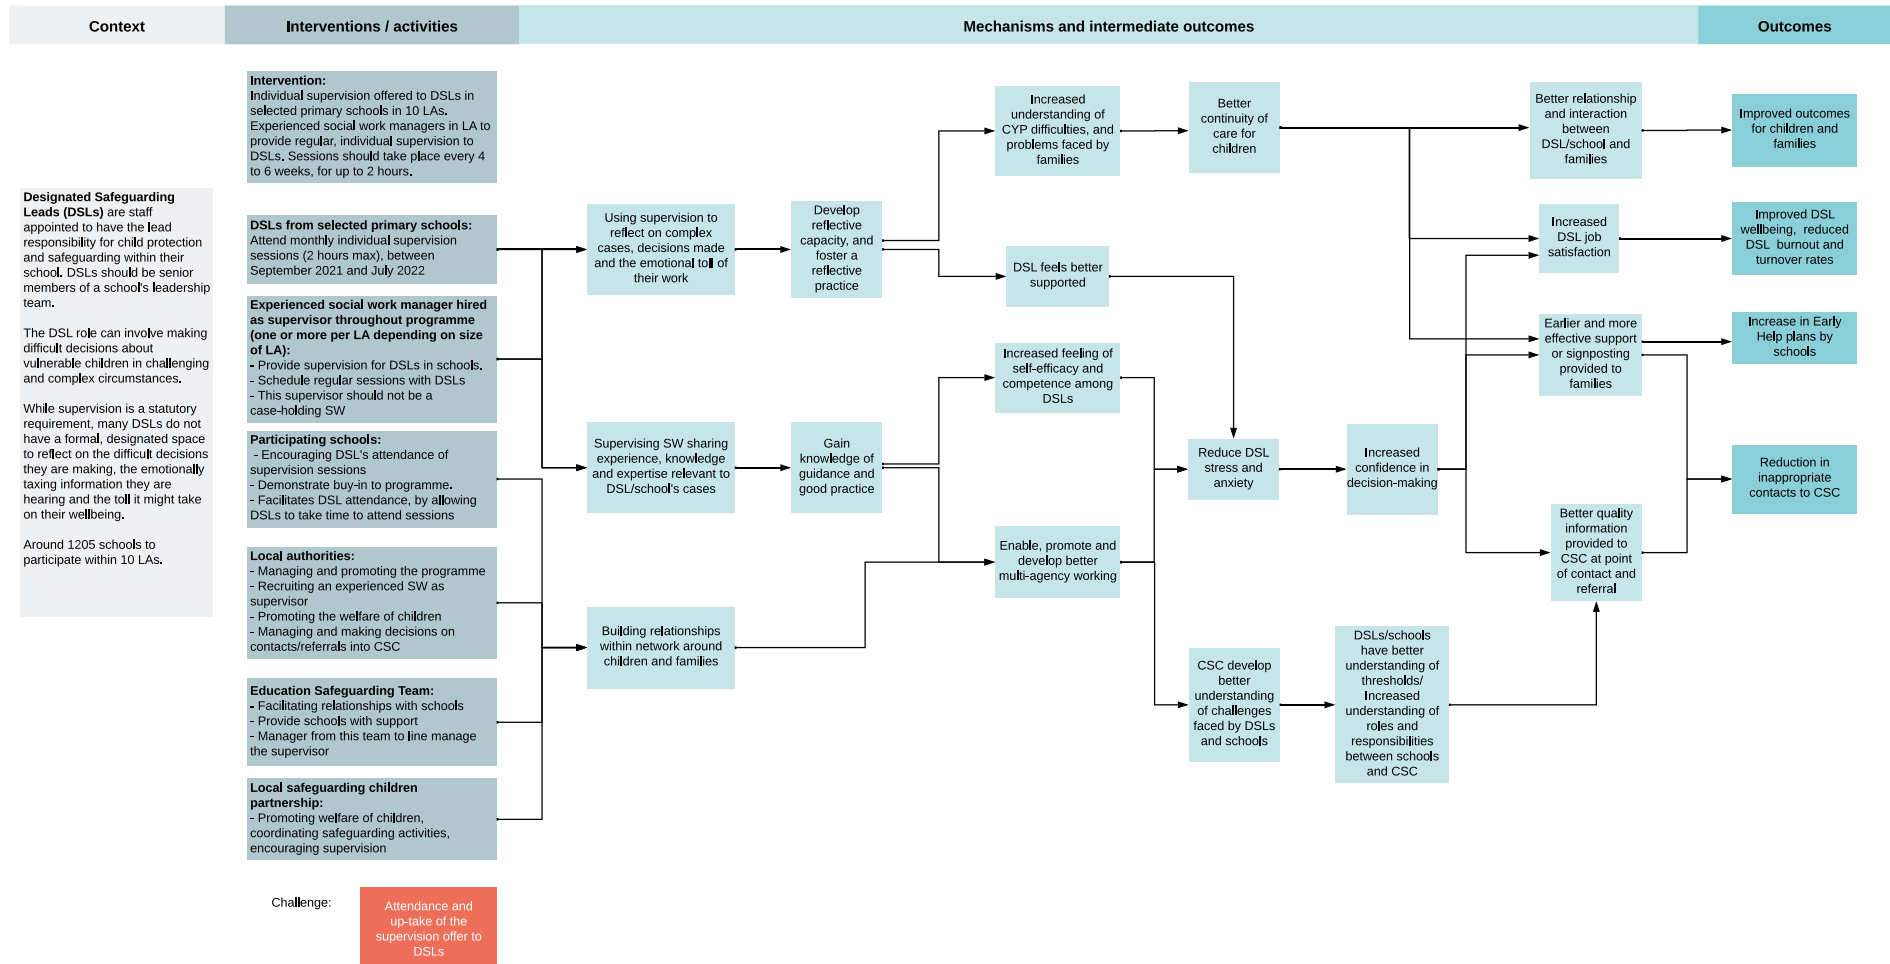 Context
Interventions / activities
Mechanisms and intermediate outcomes
Outcomes
Designated Safeguarding
Leads (DSLs) are staff
appointed to have the lead
responsibility for child protection
and safeguarding within their
school. DSLs should be senior
members of a school's leadership
team.
The DSL role can involve making
difficult decisions about
vulnerable children in challenging
and complex circumstances.
While supervision is a statutory
requirement, many DSLs do not
have a formal, designated space
to reflect on the difficult decisions
they are making, the emotionally
taxing information they are
hearing and the toll it might take
on their wellbeing.
Around 1205 schools to
participate within 10 LAs.
Intervention:
Individual supervision offered to DSLs in
selected primary schools in 10 LAs.
Experienced social work managers in LA to
provide regular, individual supervision to
DSLs. Sessions should take place every 4
to 6 weeks, for up to 2 hours.
DSLs from selected primary schools:
Attend monthly individual supervision
sessions (2 hours max), between
September 2021 and July 2022
Experienced social work manager hired
as supervisor throughout programme
(one or more per LA depending on size
of LA):
- Provide supervision for DSLs in schools.
- Schedule regular sessions with DSLs
- This supervisor should not be a
case-holding SW
Participating schools:
- Encouraging DSL's attendance of
supervision sessions
- Demonstrate buy-in to programme.
- Facilitates DSL attendance, by allowing
DSLs to take time to attend sessions
Local authorities:
- Managing and promoting the programme
- Recruiting an experienced SW as
supervisor
- Promoting the welfare of children
- Managing and making decisions on
contacts/referrals into CSC
Education Safeguarding Team:
- Facilitating relationships with schools
- Provide schools with support
- Manager from this team to line manage
the supervisor
Local safeguarding children
partnership:
- Promoting welfare of children,
coordinating safeguarding activities,
encouraging supervision
Challenge:
Attendance and
up-take of the
supervision offer to
DSLs
Using supervision to
reflect on complex
cases, decisions made
and the emotional toll of
their work
Supervising SW sharing
experience, knowledge
and expertise relevant to
DSL/school's cases
Building relationships
within network around
children and families
Develop
reflective
capacity, and
foster a
reflective
practice
Gain
knowledge of
guidance and
good practice
Increased
understanding of
CYP difficulties, and
problems faced by
families
DSL feels better
supported
Increased feeling of
self-efficacy and
competence among
DSLs
Enable, promote and
develop better
multi-agency working
Better
continuity of
care for
children
Reduce DSL
stress and
anxiety
CSC develop
better
understanding
of challenges
faced by DSLs
and schools
Increased
confidence in
decision-making
DSLs/schools
have better
understanding of
thresholds/
Increased
understanding of
roles and
responsibilities
between schools
and CSC
Better relationship
and interaction
between
DSL/school and
families
Increased
DSL job
satisfaction
Earlier and more
effective support
or signposting
provided to
families
Better quality
information
provided to
CSC at point
of contact and
referral
Improved outcomes
for children and
families
Improved DSL
wellbeing, reduced
DSL burnout and
turnover rates
Increase in Early
Help plans by
schools
Reduction in
inappropriate
contacts to CSC